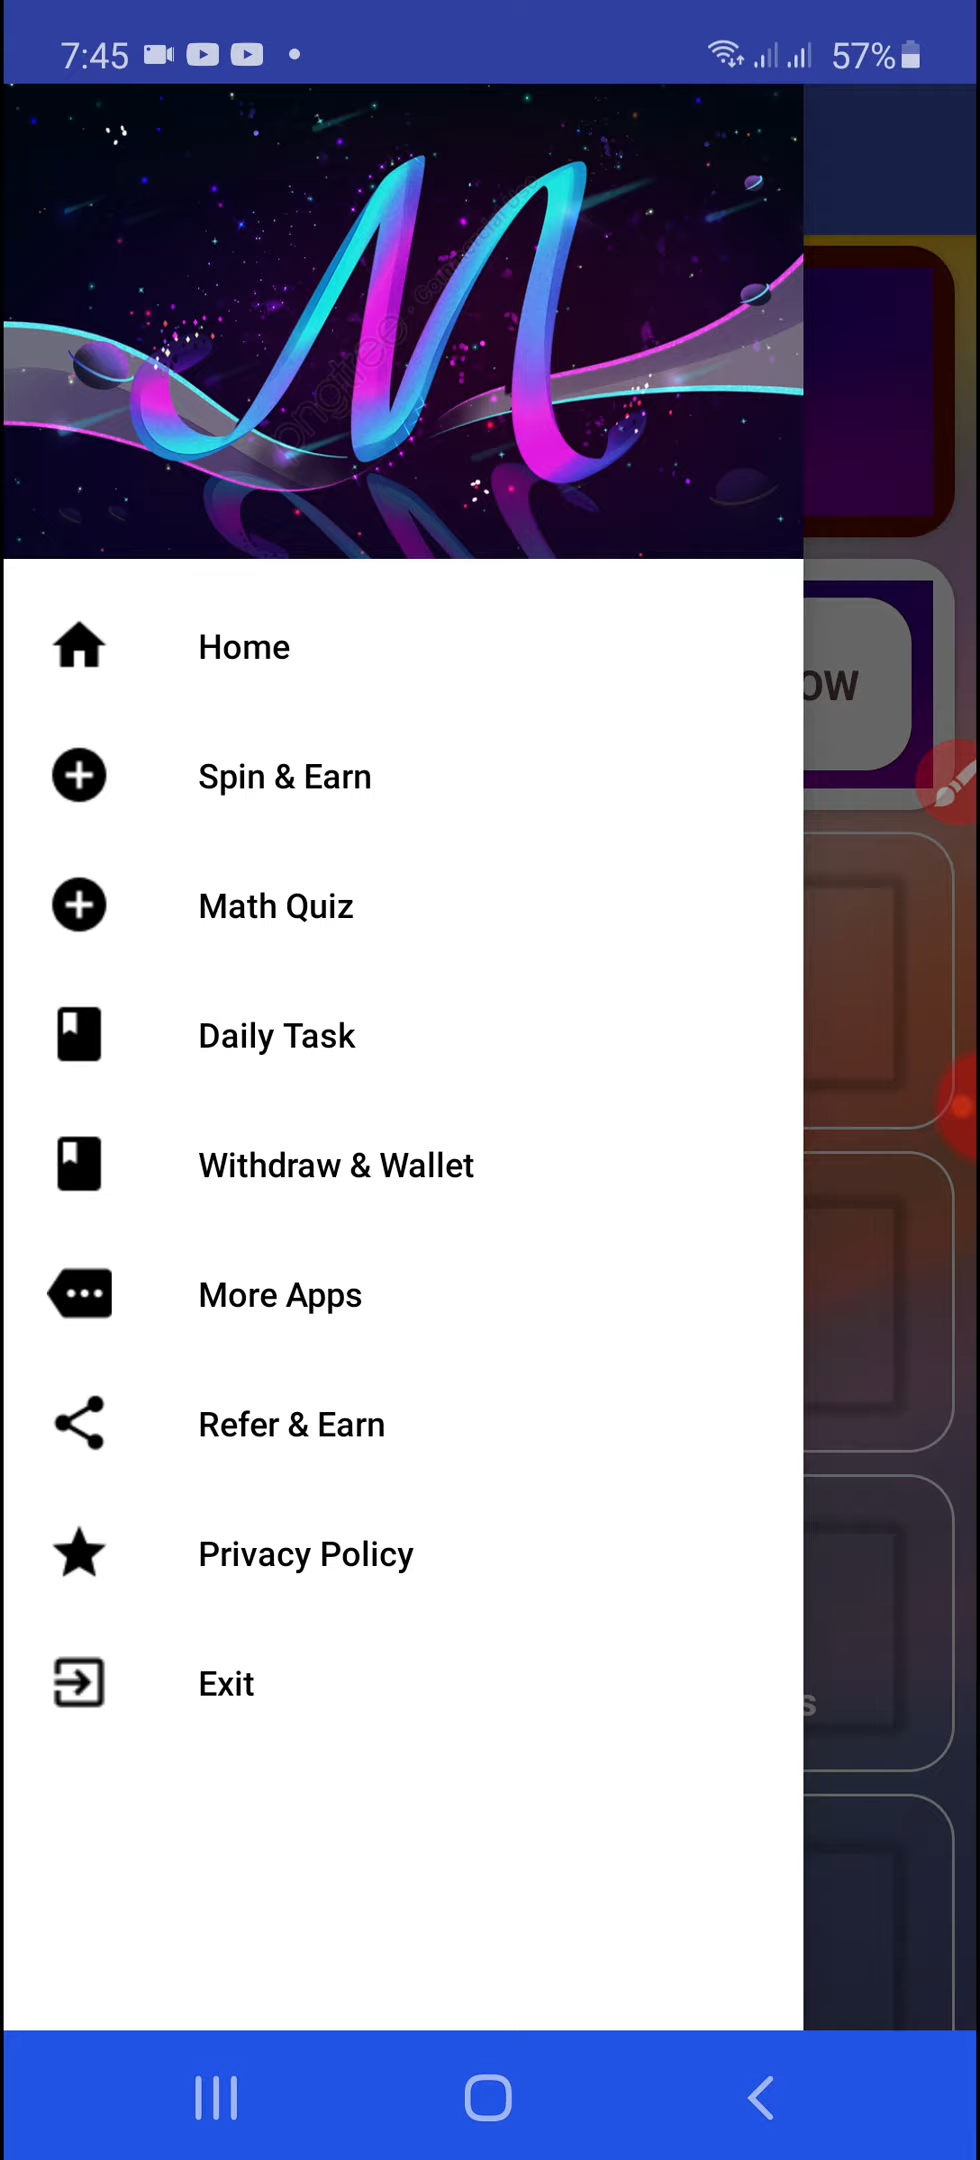 7:45
57%
M
OW
Home
Spin & Earn
Math Quiz
Daily Task
Withdraw & Wallet
More Apps
Refer & Earn
Privacy Policy
Exit
s